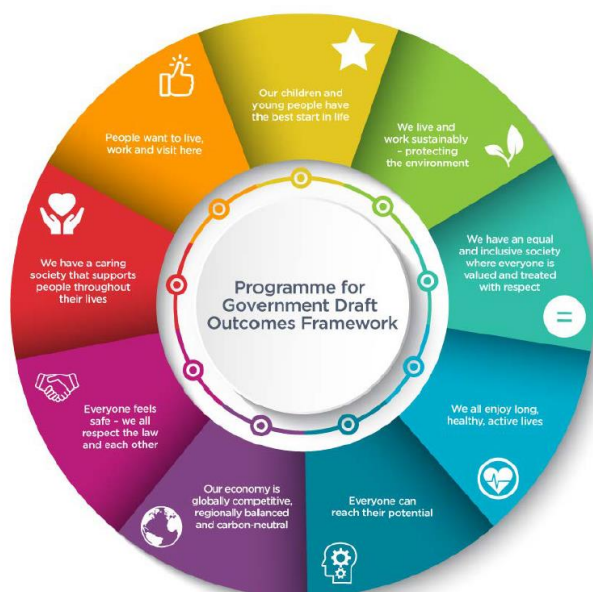 Our children and
young people have
the best start in life
We live and
work sustainably
– protecting
the environment
We have an equal
and inclusive society
where everyone is
valued and treated
with respect
We all enjoy long,
healthy, active lives
Everyone can
reach their potential
Our economy is
globally competitive,
regionally balanced
and carbon-neutral
Everyone feels
safe – we all
respect the law
and each other
We have a caring
society that supports
people throughout
their lives
People want to live,
work and visit here
Programme for
Government Draft
Outcomes Framework